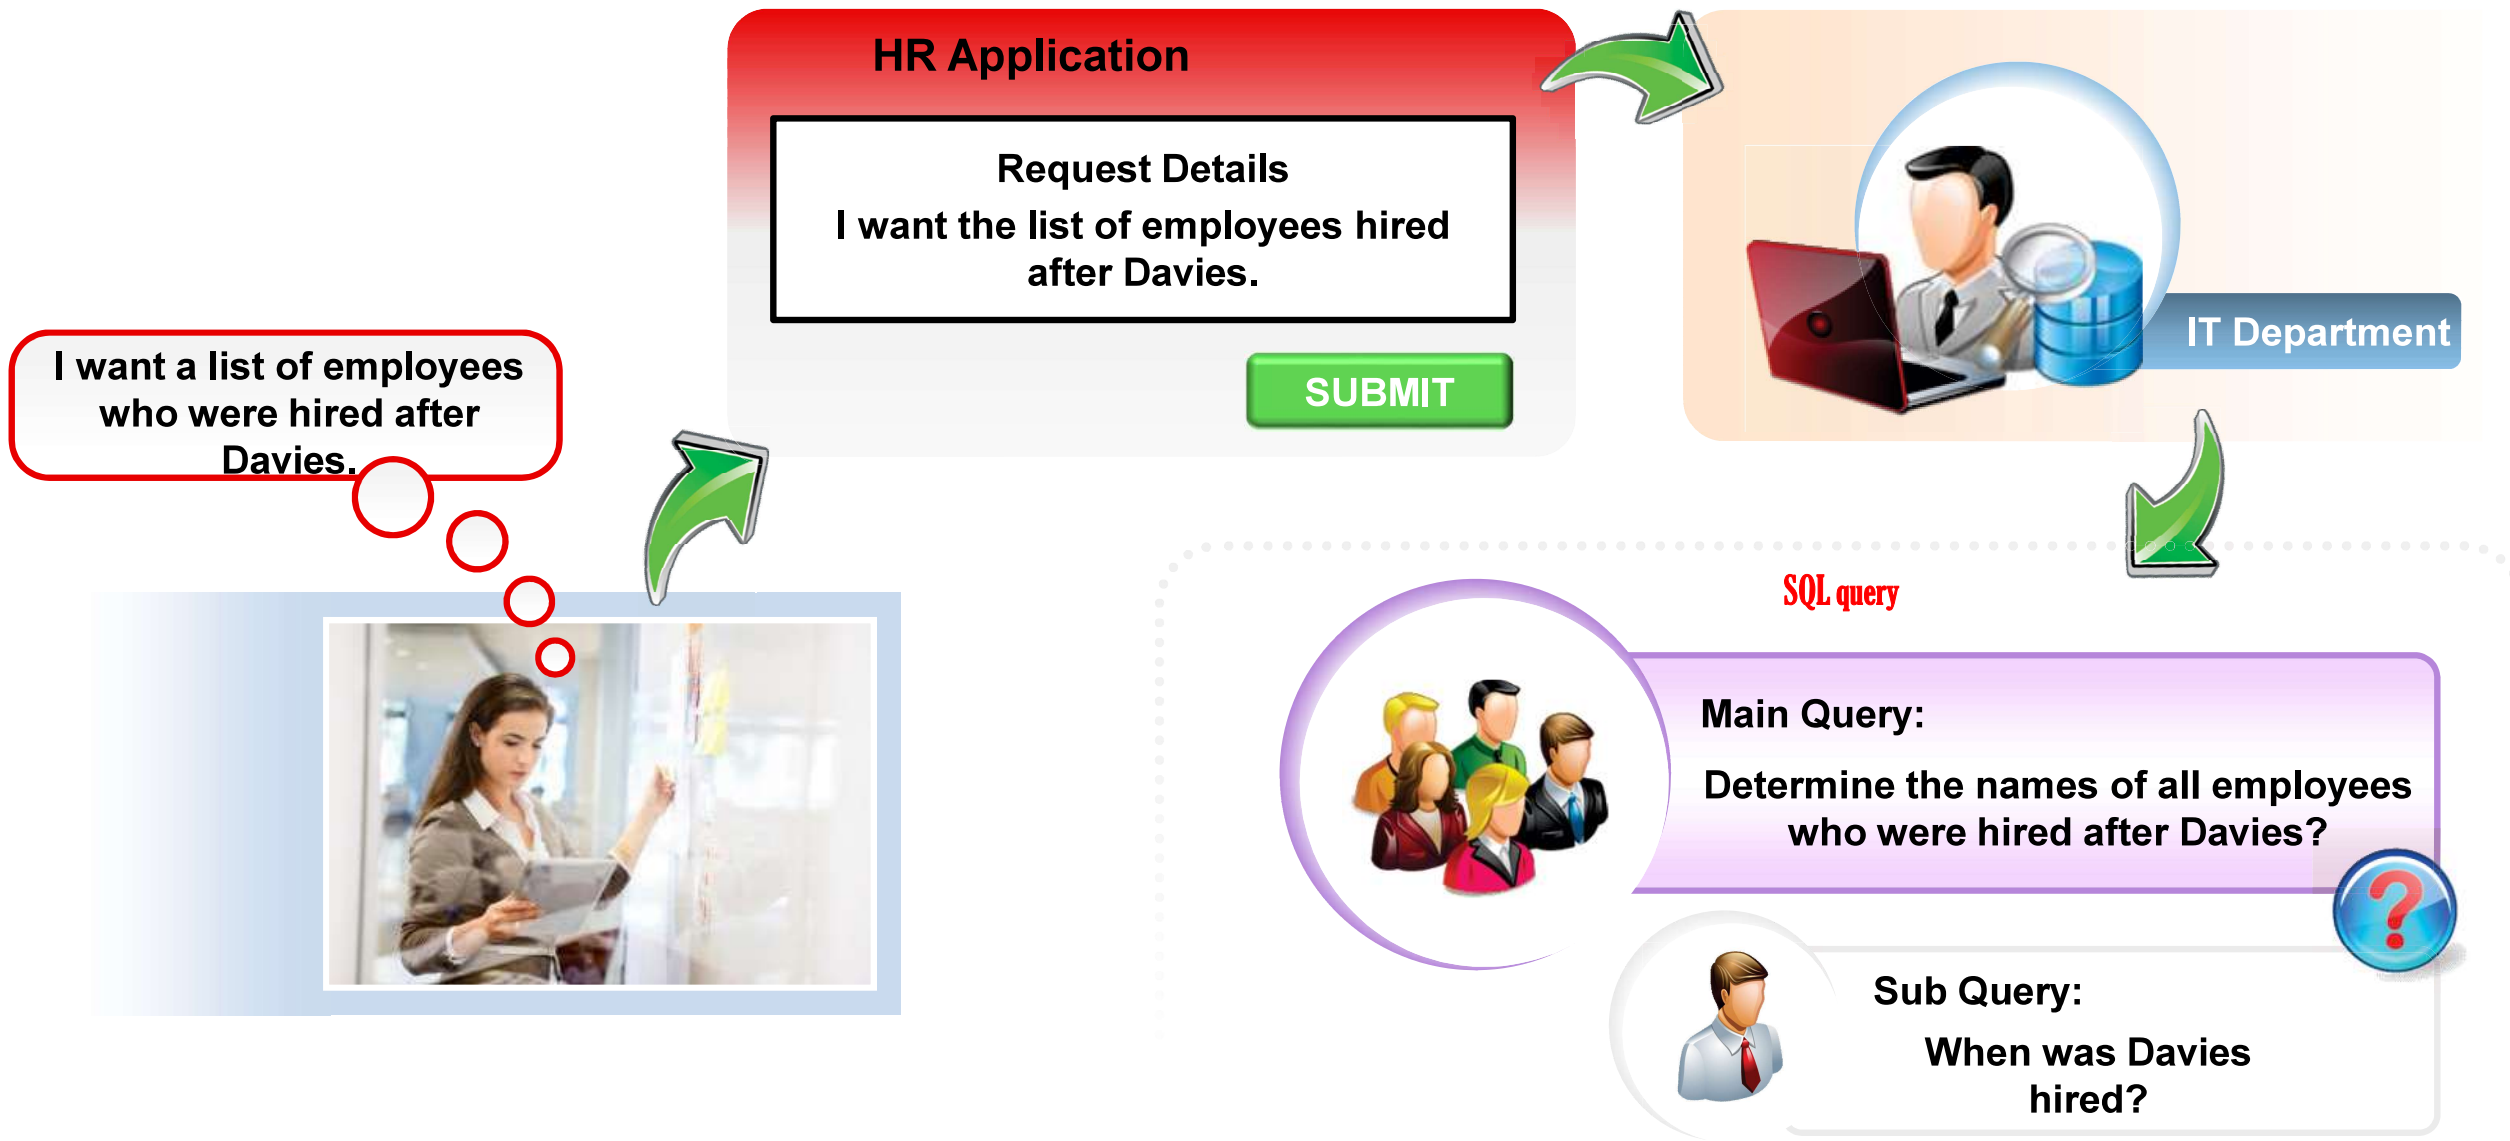 HR Application
Request Details
I want the list of employees hired
after Davies.
SUBMIT
IT Department
I want a list of employees
who were hired after
Davies.
SQL query
Main Query:
Determine the names of all employees
who were hired after Davies?
?
Sub Query:
When was Davies
hired?